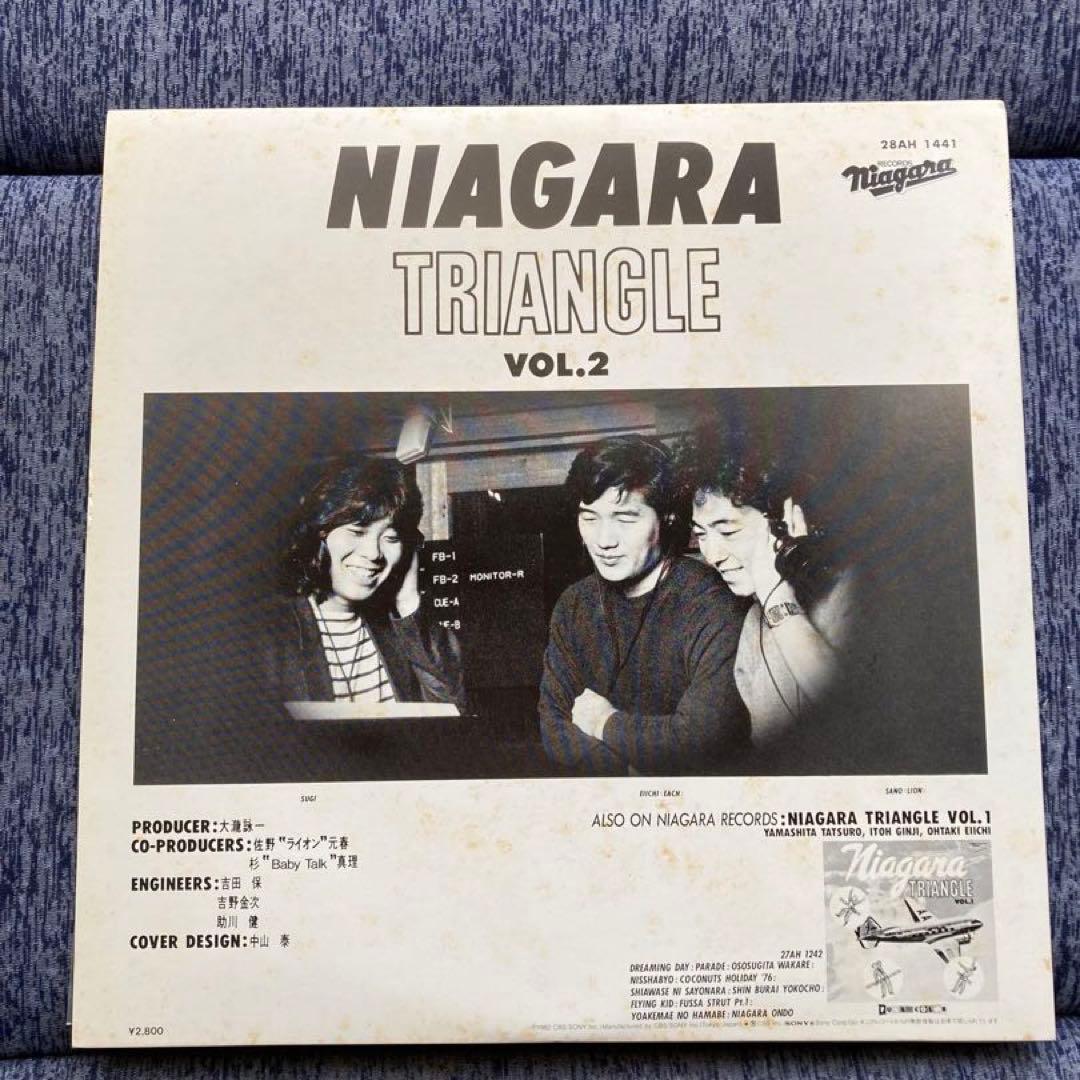 28AH 1441
RECORDS
Niagara
NIAGARA
TRIANGLE
VOL.2
FB-1
FB-2 MONITOR-R
CUE-A
SUGI
EIICHI:EACH:
SANO:LION:
PRODUCER:大瀧詠一
CO-PRODUCERS:佐野"ライオン"元春
杉"Baby Talk"真理
ENGINEERS:吉田 保
吉野金次
助川 健
COVER DESIGN:中山 泰
¥2,800
ALSO ON NIAGARA RECORDS:NIAGARA TRIANGLE VOL.1
YAMASHITA TATSURO, ITOH GINJI, OHTAKI EIICHI
Niagara
TRIANGLE
VOL.1
27AH 1242
DREAMING DAY:PARADE:OSOSUGITA WAKARE:
NISSHABYO:COCONUTS HOLIDAY '76:
SHIAWASE NI SAYONARA:SHIN BURAI YOKOCHO:
FLYING KID:FUSSA STRUT Pt.1:
YOAKEMAE NO HAMABE:NIAGARA ONDO